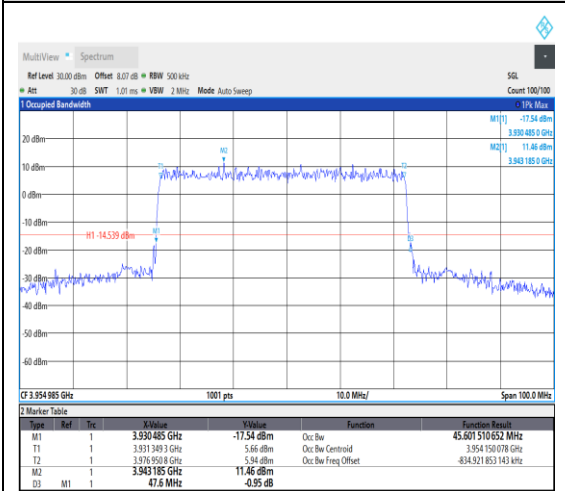 MultiView Spectrum
Ref Level 30.00 dBm Offset 8.07 dB RBW 500 kHz SGL
Att 30 dB SWT 1.01 ms VBW 2 MHz Mode Auto Sweep Count 100/100
1 Occupied Bandwidth 1Pk Max
M1[1] -17.54 dBm
3.930 485 0 GHz
M2[1] 11.46 dBm
3.943 185 0 GHz
20 dBm
M2
T1 T2
10 dBm
0 dBm
-10 dBm
H1 -14.539 dBm
M1
D3
-20 dBm
-30 dBm
-40 dBm
-50 dBm
-60 dBm
CF 3.954 985 GHz 1001 pts 10.0 MHz/ Span 100.0 MHz
2 Marker Table
Type Ref Trc X-Value Y-Value Function Function Result
M1 1 3.930 485 GHz -17.54 dBm Occ Bw 45.601 510 652 MHz
T1 1 3.931 349 3 GHz 5.66 dBm Occ Bw Centroid 3.954 150 078 GHz
T2 1 3.976 950 8 GHz 5.94 dBm Occ Bw Freq Offset -834.921 853 143 kHz
M2 1 3.943 185 GHz 11.46 dBm
D3 M1 1 47.6 MHz -0.95 dB